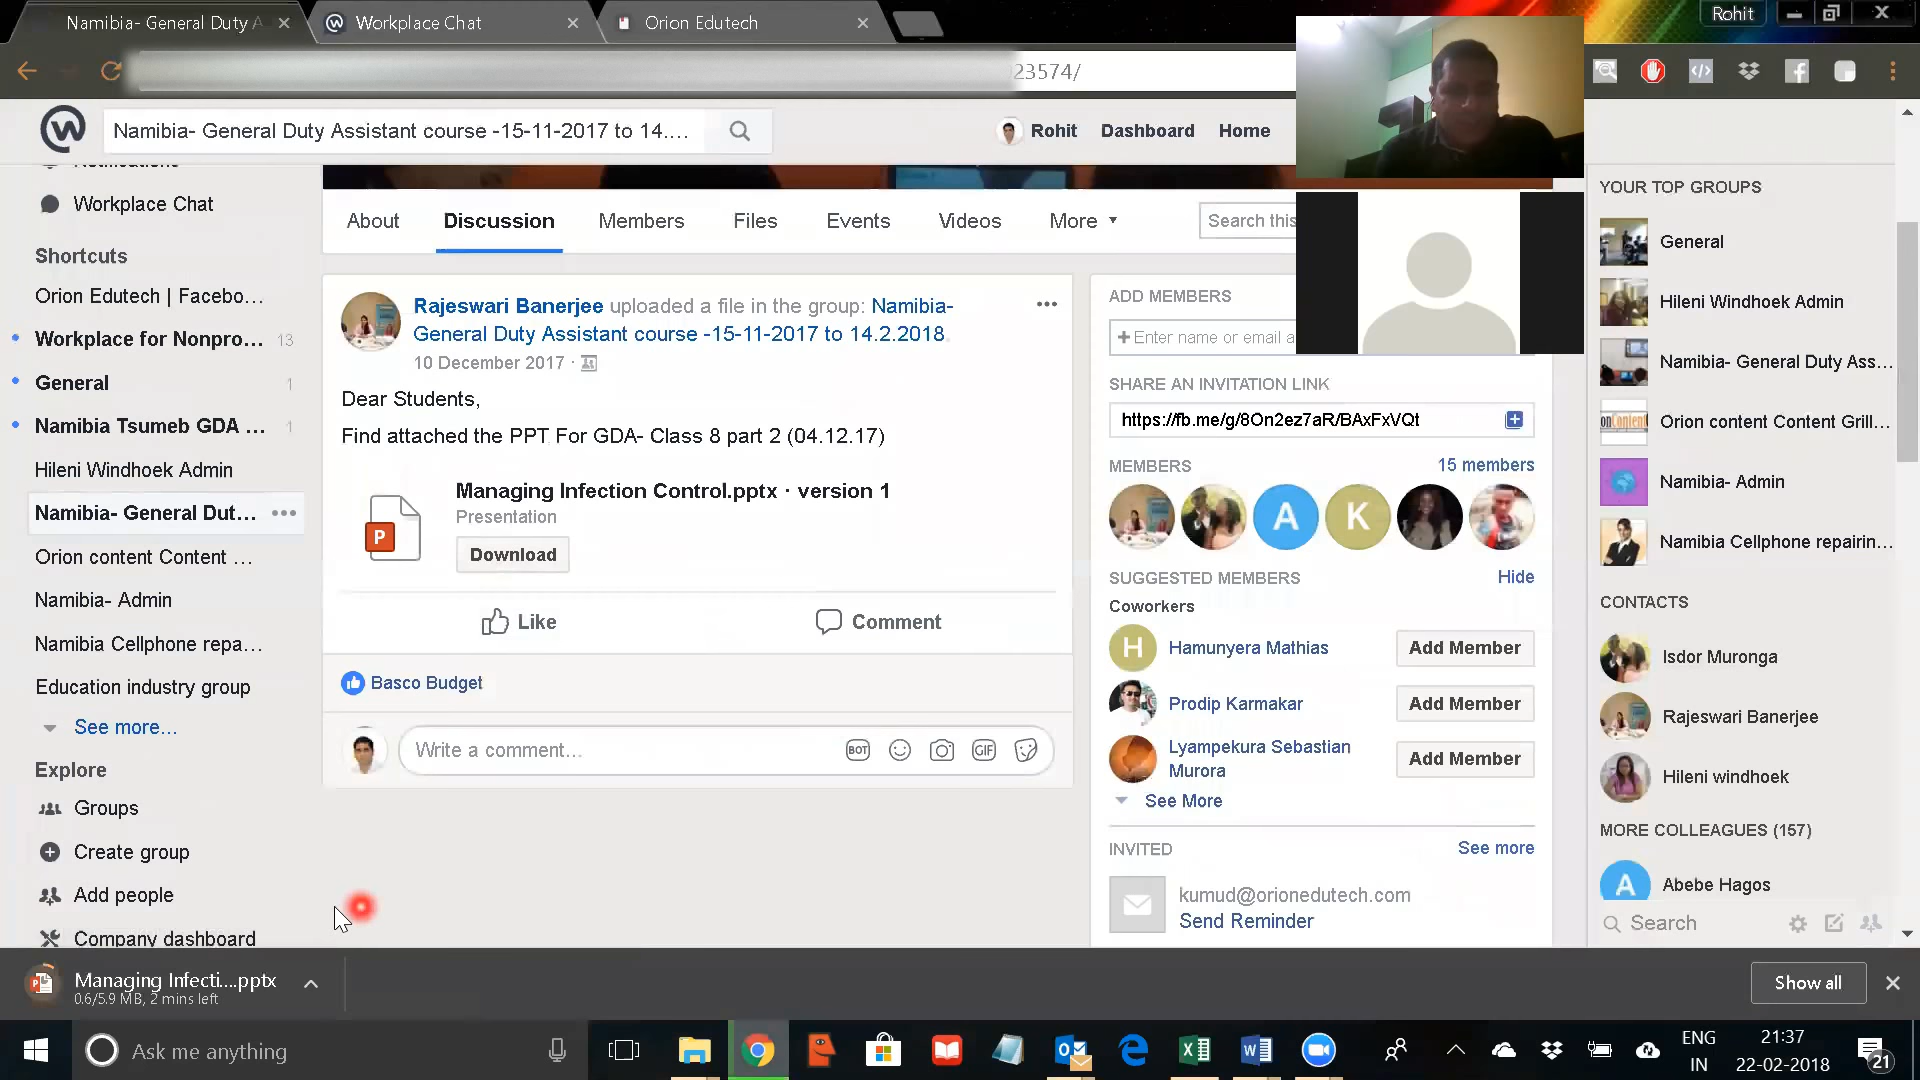 Namibia- General Duty A
Workplace Chat
Orion Edutech
Rohit
23574/
Namibia- General Duty Assistant course -15-11-2017 to 14....
Rohit
Dashboard
Home
Notifications
Workplace Chat
Shortcuts
Orion Edutech | Facebo...
Workplace for Nonpro... 13
General 1
Namibia Tsumeb GDA ... 1
Hileni Windhoek Admin
Namibia- General Dut...
Orion content Content ...
Namibia- Admin
Namibia Cellphone repa...
Education industry group
See more...
Explore
Groups
Create group
Add people
Company dashboard
About
Discussion
Members
Files
Events
Videos
More
Search this
Rajeswari Banerjee uploaded a file in the group: Namibia-
General Duty Assistant course -15-11-2017 to 14.2.2018.
10 December 2017 ·
Dear Students,
Find attached the PPT For GDA- Class 8 part 2 (04.12.17)
P
Managing Infection Control.pptx · version 1
Presentation
Download
Like
Comment
Basco Budget
Write a comment...
BOT
GIF
ADD MEMBERS
+Enter name or email a
SHARE AN INVITATION LINK
https://fb.me/g/8On2ez7aR/BAxFxVQt
MEMBERS
15 members
A
K
SUGGESTED MEMBERS
Hide
Coworkers
H
Hamunyera Mathias
Add Member
Prodip Karmakar
Add Member
Lyampekura Sebastian
Murora
Add Member
See More
INVITED
See more
kumud@orionedutech.com
Send Reminder
YOUR TOP GROUPS
General
Hileni Windhoek Admin
Namibia- General Duty Ass...
Orion content Content Grill...
Namibia- Admin
Namibia Cellphone repairin...
CONTACTS
Isdor Muronga
Rajeswari Banerjee
Hileni windhoek
MORE COLLEAGUES (157)
A
Abebe Hagos
Search
Managing Infecti....pptx
0.6/5.9 MB, 2 mins left
Show all
Ask me anything
ENG
IN
21:37
22-02-2018
21